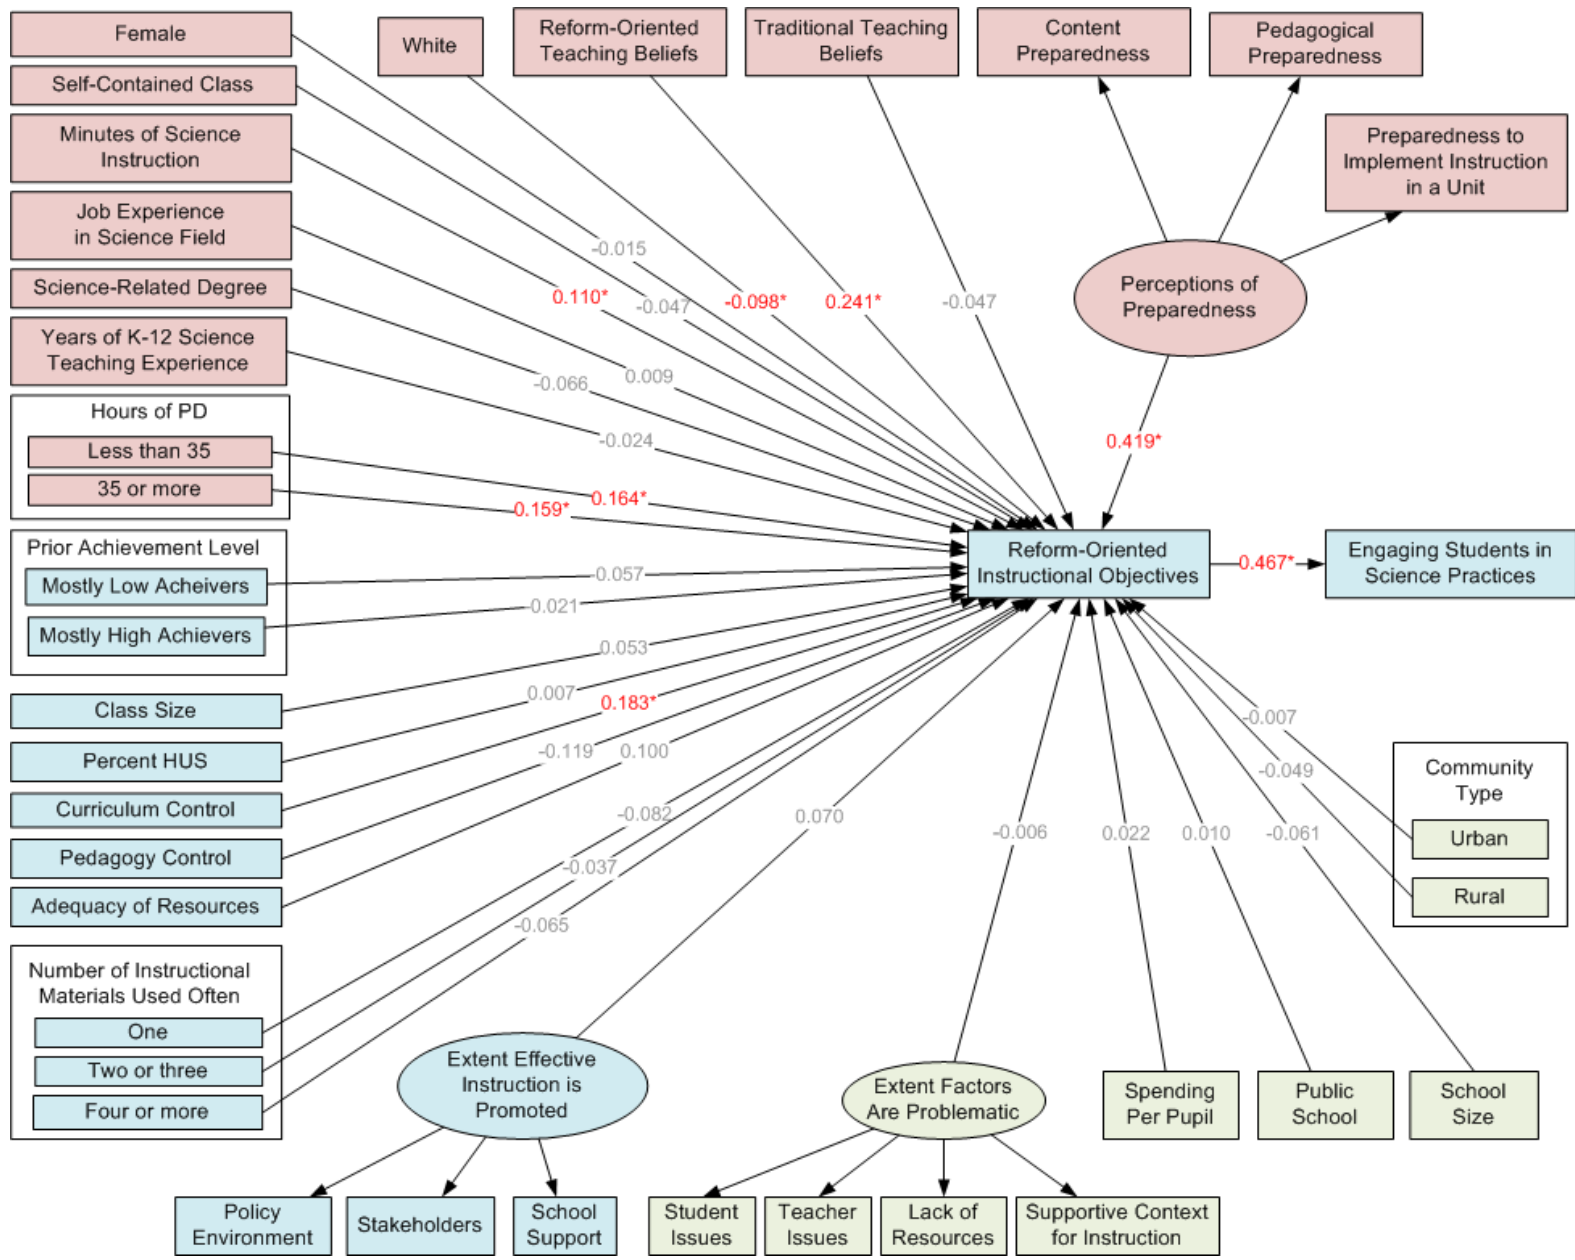 Female
White
Reform-Oriented
Teaching Beliefs
Traditional Teaching
Beliefs
Content
Preparedness
Pedagogical
Preparedness
Self-Contained Class
Minutes of Science
Instruction
Preparedness to
Implement Instruction
in a Unit
Job Experience
in Science Field
Science-Related Degree
Years of K-12 Science
Teaching Experience
Perceptions of
Preparedness
-0.015
0.110*
-0.047
-0.098*
0.241*
-0.047
-0.066
0.009
-0.024
0.419*
Hours of PD
Less than 35
35 or more
0.164*
0.159*
Prior Achievement Level
Mostly Low Acheivers
Mostly High Achievers
0.057
-0.021
Reform-Oriented
Instructional Objectives
0.467*
Engaging Students in
Science Practices
Class Size
Percent HUS
Curriculum Control
Pedagogy Control
Adequacy of Resources
0.053
0.007
0.183*
-0.119
0.100
-0.082
-0.037
-0.065
0.070
-0.006
0.022
0.010
-0.061
-0.049
-0.007
Community
Type
Urban
Rural
Number of Instructional
Materials Used Often
One
Two or three
Four or more
Extent Effective
Instruction is
Promoted
Extent Factors
Are Problematic
Spending
Per Pupil
Public
School
School
Size
Policy
Environment
Stakeholders
School
Support
Student
Issues
Teacher
Issues
Lack of
Resources
Supportive Context
for Instruction